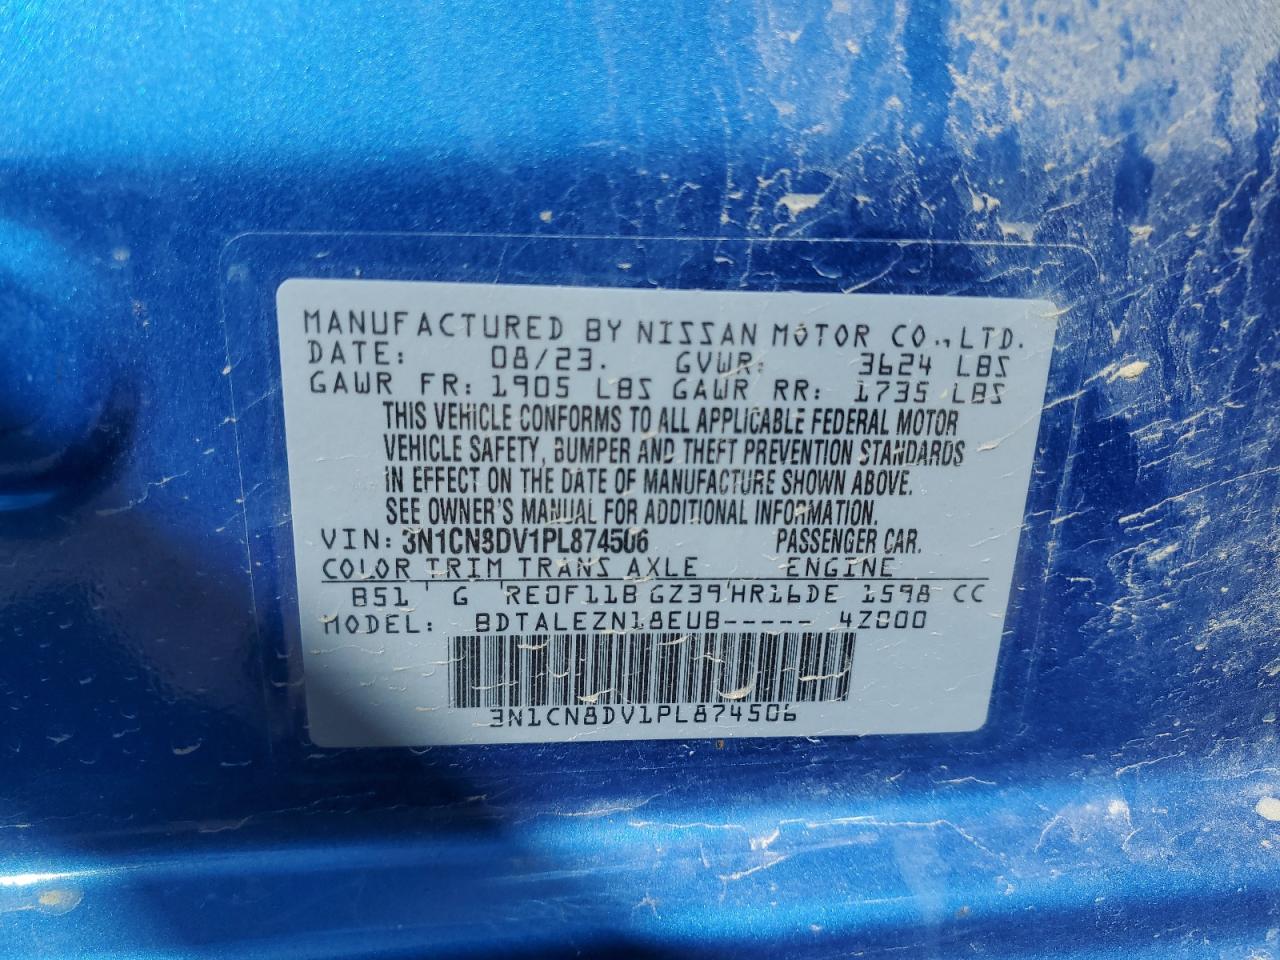 MANUFACTURED BY NISSAN MOTOR CO., LTD.
DATE: 08/23. GVWR: 3624 LBS
GAWR FR: 1905 LBS GAWR RR: 1735 LBS
THIS VEHICLE CONFORMS TO ALL APPLICABLE FEDERAL MOTOR
VEHICLE SAFETY, BUMPER AND THEFT PREVENTION STANDARDS
IN EFFECT ON THE DATE OF MANUFACTURE SHOWN ABOVE.
SEE OWNER'S MANUAL FOR ADDITIONAL INFORMATION.
VIN: 3N1CN8DV1PL874506 PASSENGER CAR.
COLOR TRIM TRANS AXLE ENGINE
B51 ' G ' RE0F11B GZ39 ' HR16DE 1598 CC
MODEL: BDTALEZN18EUB----- 4Z000
3N1CN8DV1PL874506